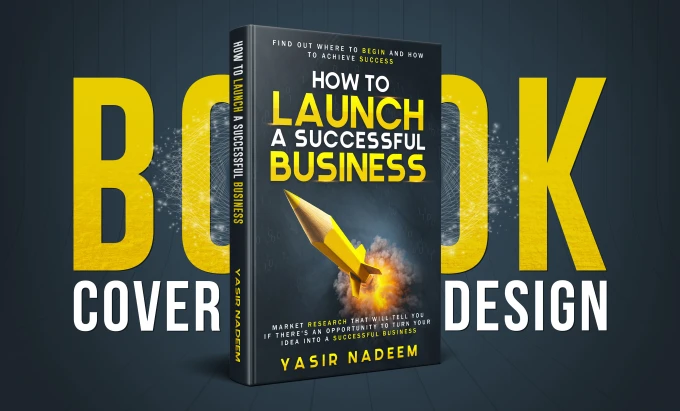 BOOK
COVER DESIGN
HOW TO LAUNCH A SUCCESSFUL BUSINESS
YASIR NADEEM
FIND OUT WHERE TO BEGIN AND HOW
TO ACHIEVE SUCCESS
HOW TO
LAUNCH
A SUCCESSFUL
BUSINESS
MARKET RESEARCH THAT WILL TELL YOU
IF THERE'S AN OPPORTUNITY TO TURN YOUR
IDEA INTO A SUCCESSFUL BUSINESS
YASIR NADEEM